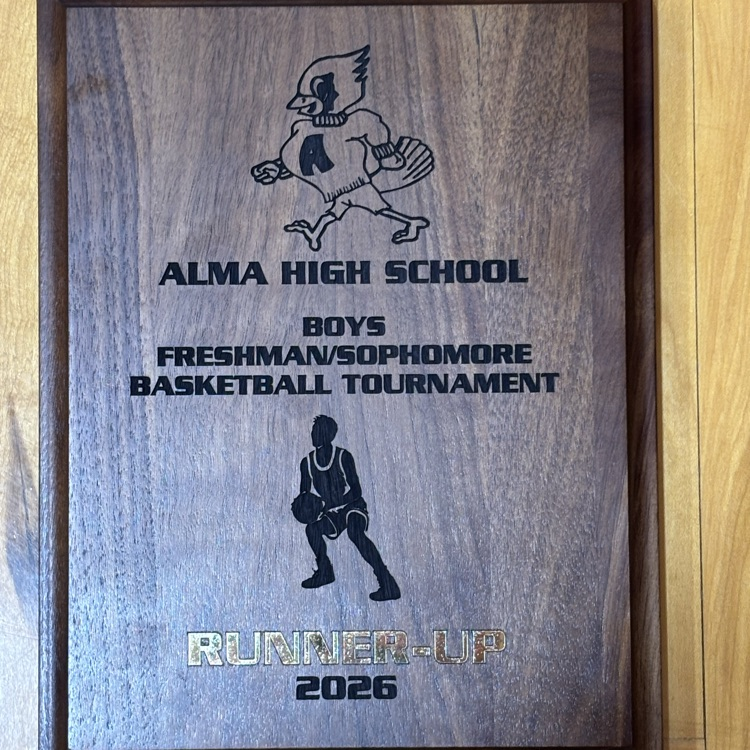 A
ALMA HIGH SCHOOL
BOYS
FRESHMAN/SOPHOMORE
BASKETBALL TOURNAMENT
RUNNER-UP
2026